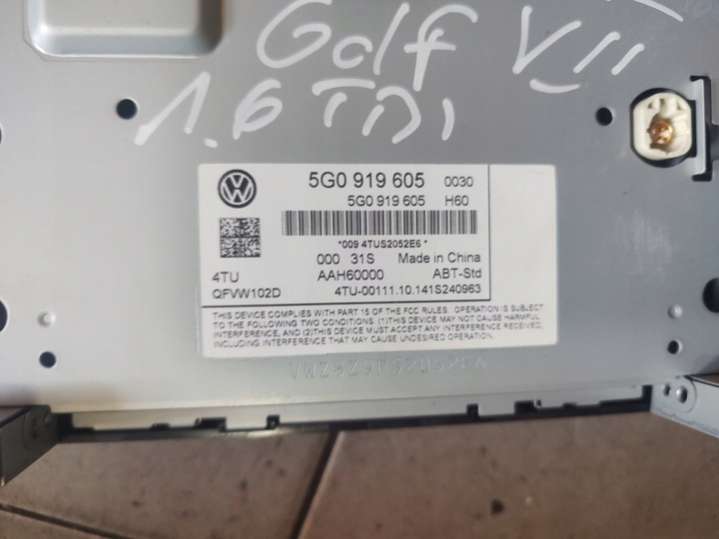 Golf VII
1.6 TDI
5G0 919 605 0030
5G0 919 605 H60
*009 4TUS2052E6*
000 31S Made in China
4TU AAH60000 ABT-Std
QFVW102D 4TU-00111.10.141S240963
THIS DEVICE COMPLIES WITH PART 15 OF THE FCC RULES. OPERATION IS SUBJECT
TO THE FOLLOWING TWO CONDITIONS. (1)THIS DEVICE MAY NOT CAUSE HARMFUL
INTERFERENCE, AND (2)THIS DEVICE MUST ACCEPT ANY INTERFERENCE RECEIVED,
INCLUDING INTERFERENCE THAT MAY CAUSE UNDESIRED OPERATION.